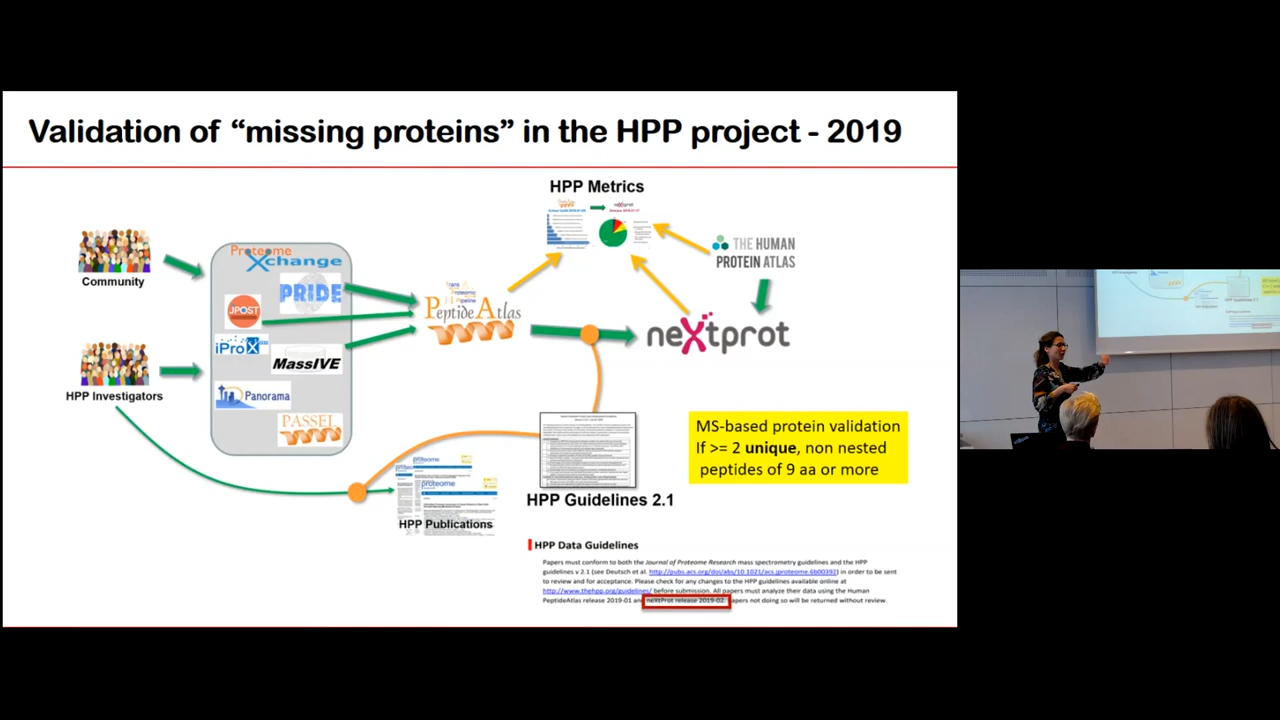 Validation of “missing proteins” in the HPP project - 2019
HPP Metrics
Proteome
Xchange
THE HUMAN
PROTEIN ATLAS
Community
PRIDE
JPOST
Trans
Proteomic
Pipeline
PeptideAtlas
neXtprot
iProX
MassIVE
HPP Investigators
Panorama
PASSEL
MS-based protein validation
If >= 2 unique, non nested
peptides of 9 aa or more
proteome
proteome
HPP Guidelines 2.1
HPP Publications
HPP Data Guidelines
Papers must conform to both the Journal of Proteome Research mass spectrometry guidelines and the HPP
guidelines v 2.1 (see Deutsch et al. http://pubs.acs.org/doi/abs/10.1021/acs.jproteome.6b00392) in order to be sent
to review and for acceptance. Please check for any changes to the HPP guidelines available online at
http://www.thehpp.org/guidelines/ before submission. All papers must analyze their data using the Human
PeptideAtlas release 2019-01 and neXtProt release 2019-02. Papers not doing so will be returned without review.